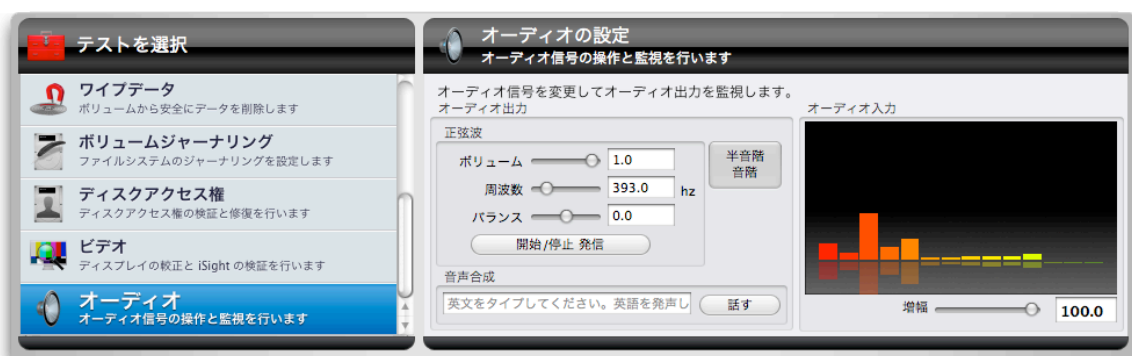 テストを選択
ワイプデータ
ボリュームから安全にデータを削除します
ボリュームジャーナリング
ファイルシステムのジャーナリングを設定します
ディスクアクセス権
ディスクアクセス権の検証と修復を行います
ビデオ
ディスプレイの較正と iSight の検証を行います
オーディオ
オーディオ信号の操作と監視を行います
オーディオの設定
オーディオ信号の操作と監視を行います
オーディオ信号を変更してオーディオ出力を監視します。
オーディオ出力
正弦波
ボリューム 1.0
周波数 393.0 hz
バランス 0.0
開始/停止 発信
半音階
音階
音声合成
英文をタイプしてください。英語を発声し
話す
オーディオ入力
増幅 100.0